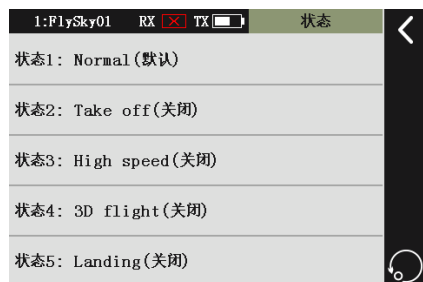 1:FlySky01 RX TX 状态
状态1: Normal(默认)
状态2: Take off(关闭)
状态3: High speed(关闭)
状态4: 3D flight(关闭)
状态5: Landing(关闭)